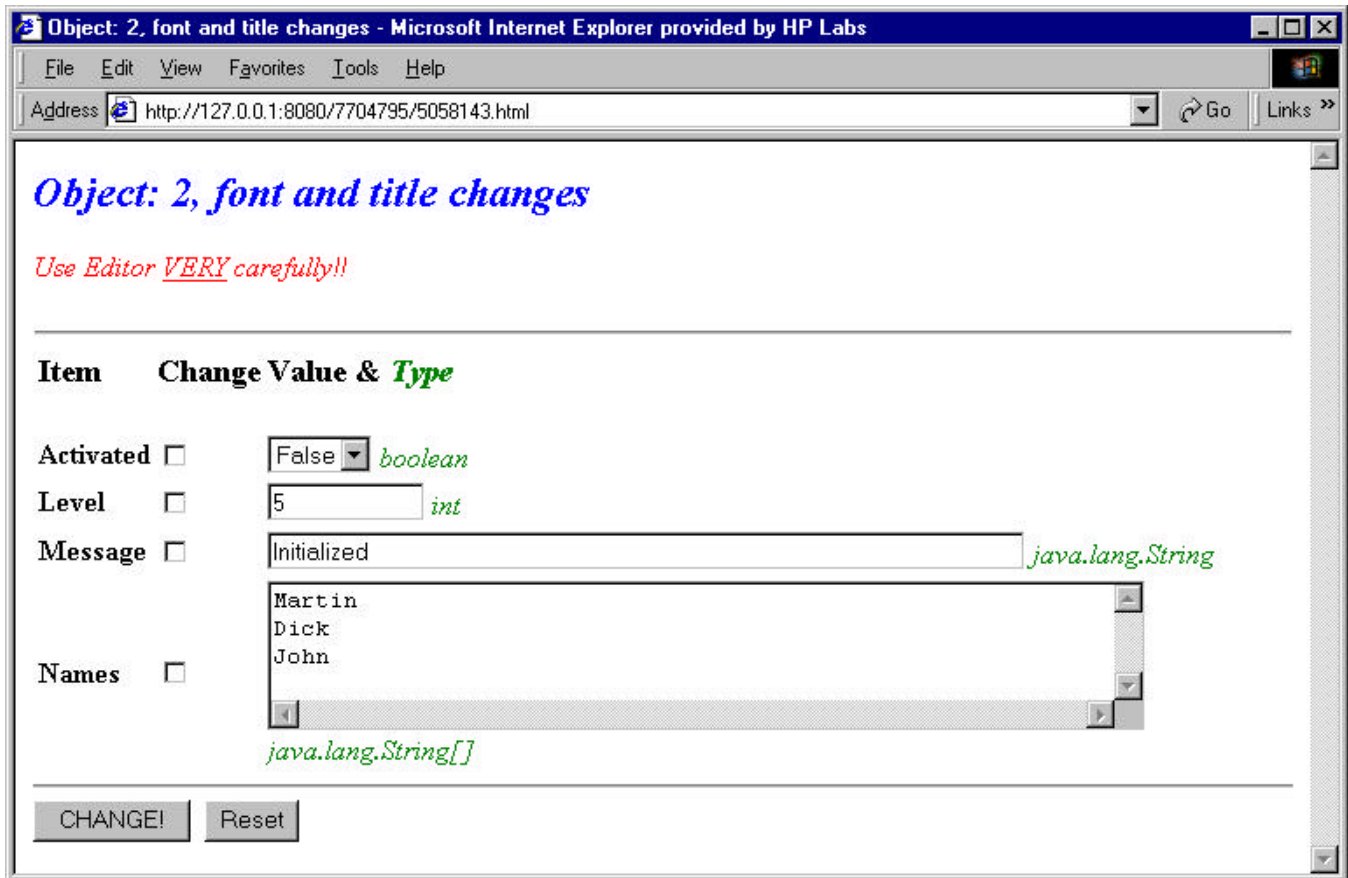 Object: 2, font and title changes - Microsoft Internet Explorer provided by HP Labs
File Edit View Favorites Tools Help
Address http://127.0.0.1:8080/7704795/5058143.html Go Links »
Object: 2, font and title changes
Use Editor VERY carefully!!
Item Change Value & Type
Activated False boolean
Level 5 int
Message Initialized java.lang.String
Martin
Dick
John
Names
java.lang.String[]
CHANGE! Reset